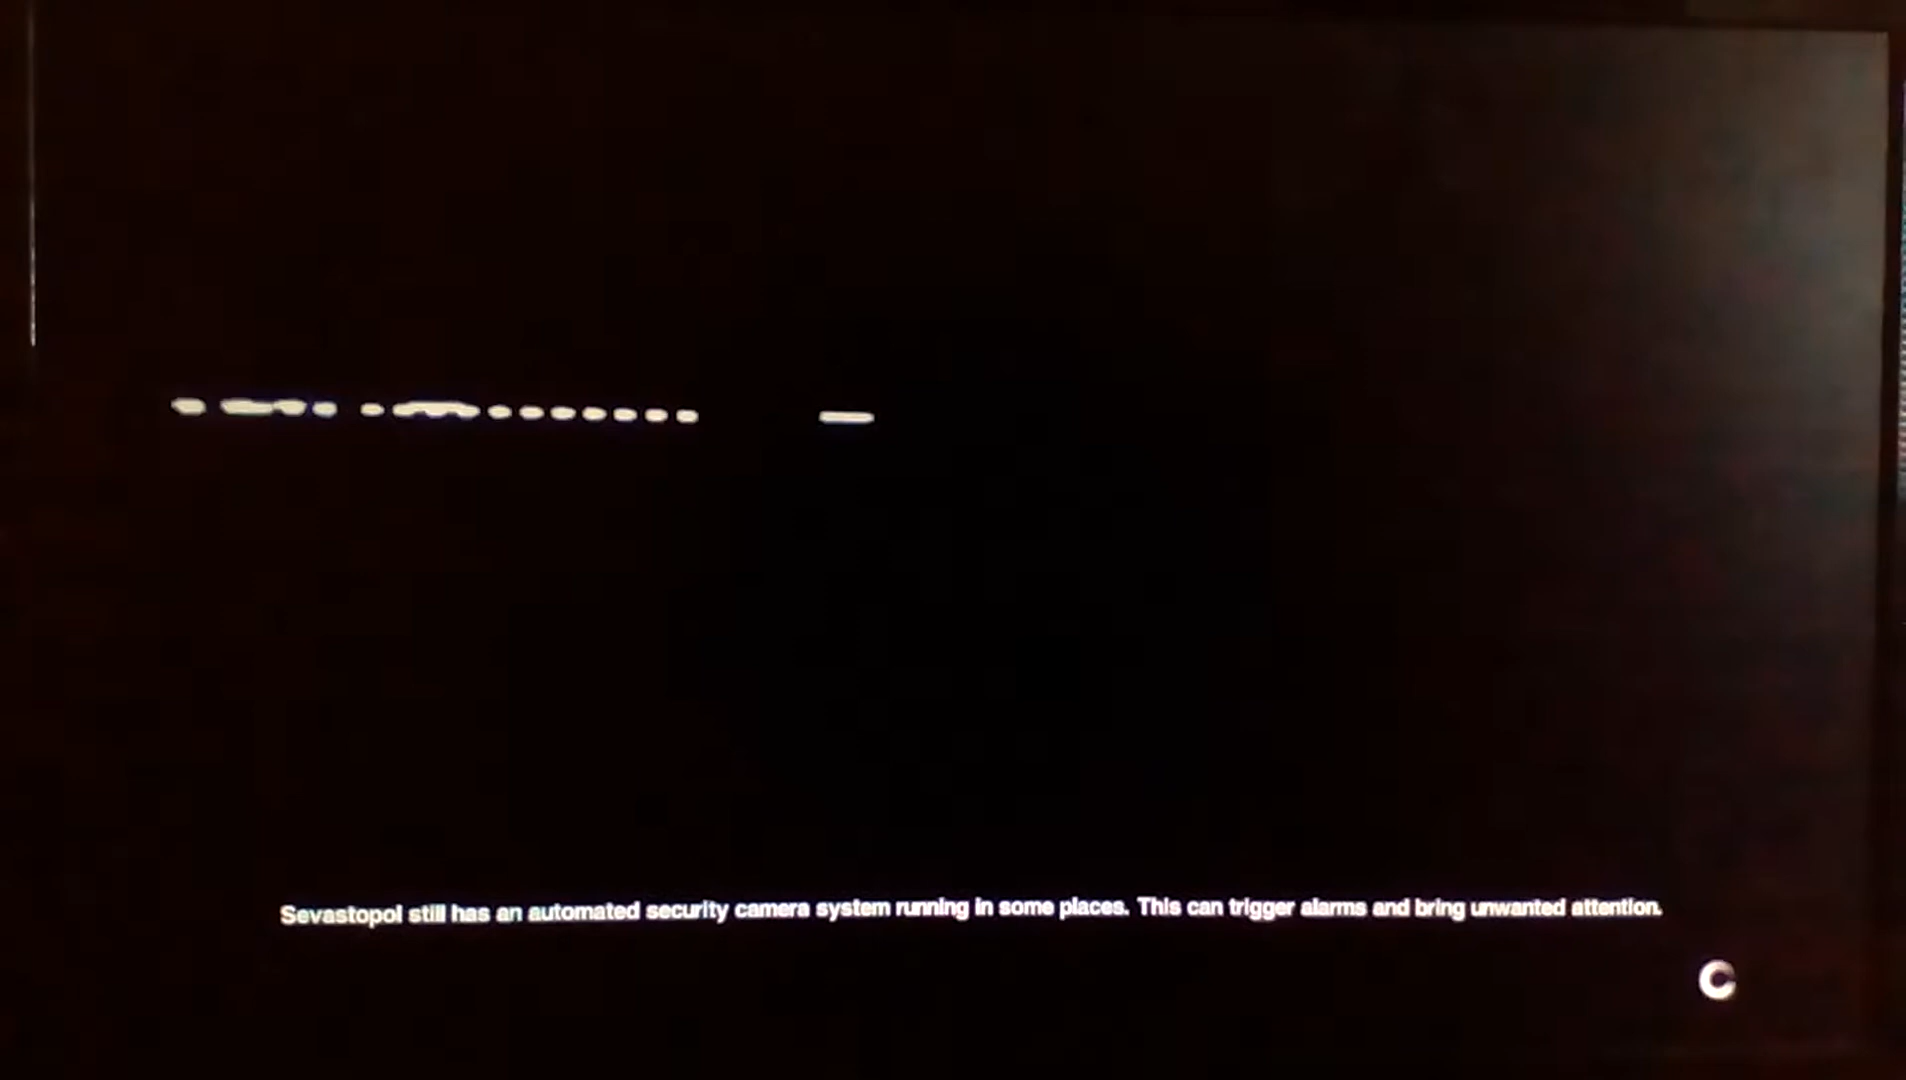 Sevastopol still has an automated security camera system running in some places. This can trigger alarms and bring unwanted attention.